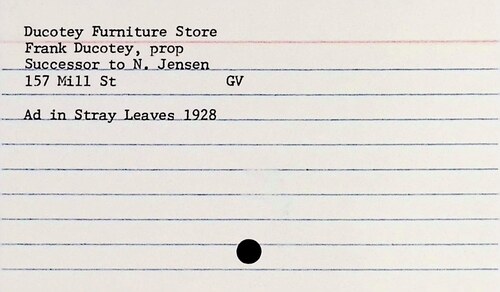 Ducotey Furniture Store
Frank Ducotey, prop
Successor to N. Jensen
157 Mill St GV
Ad in Stray Leaves 1928